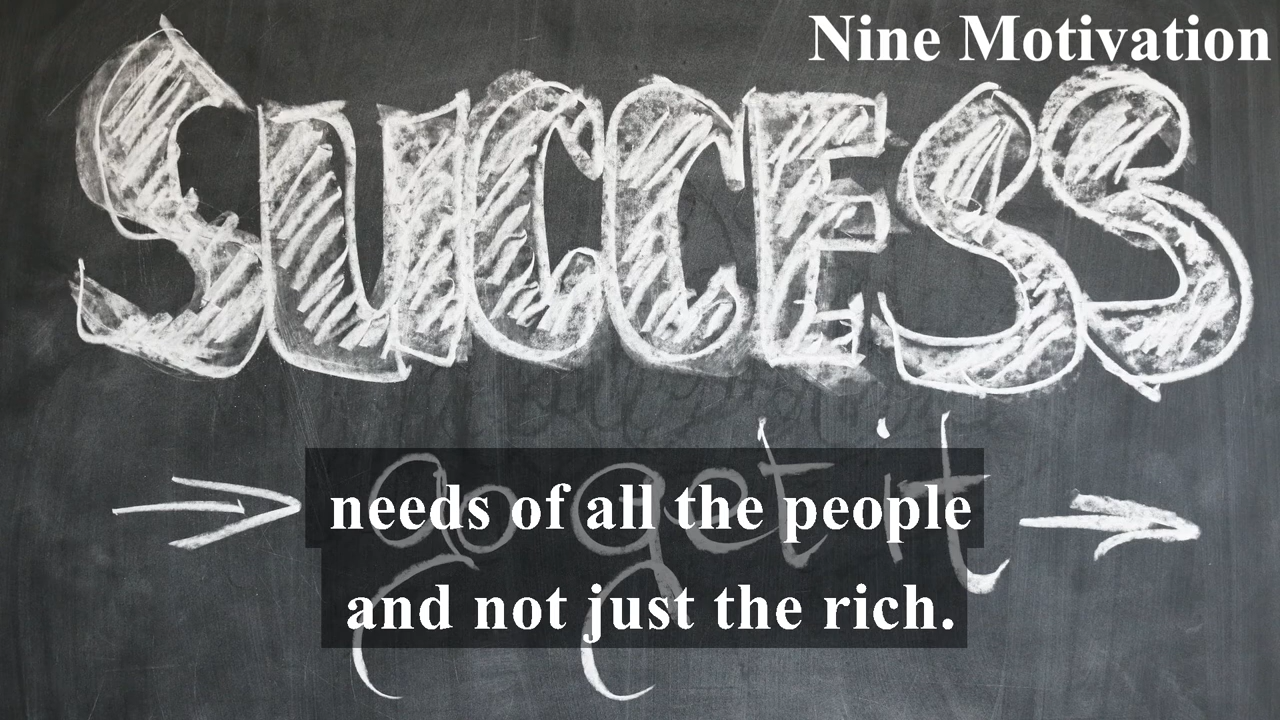 Nine Motivation
SUCCESS
go get it
needs of all the people
and not just the rich.